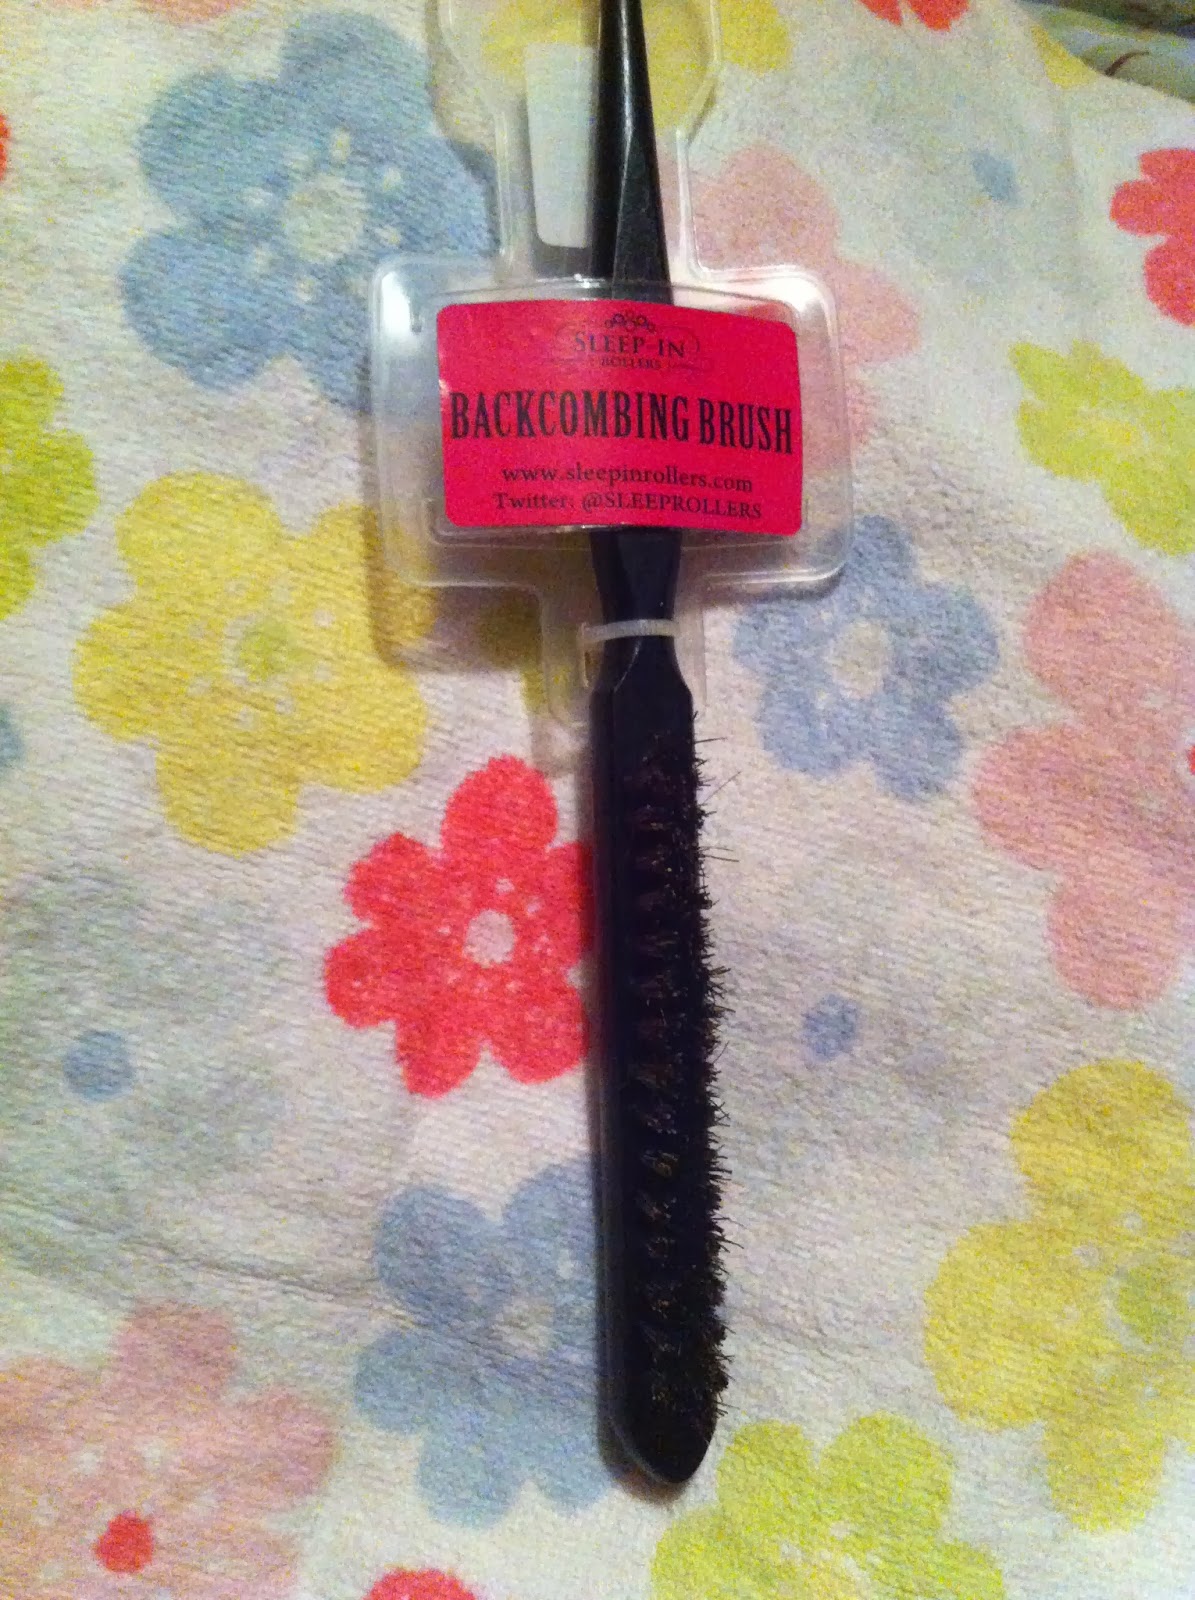 SLEEP-IN
ROLLERS
BACKCOMBING BRUSH
www.sleepinrollers.com
Twitter: @SLEEPROLLERS